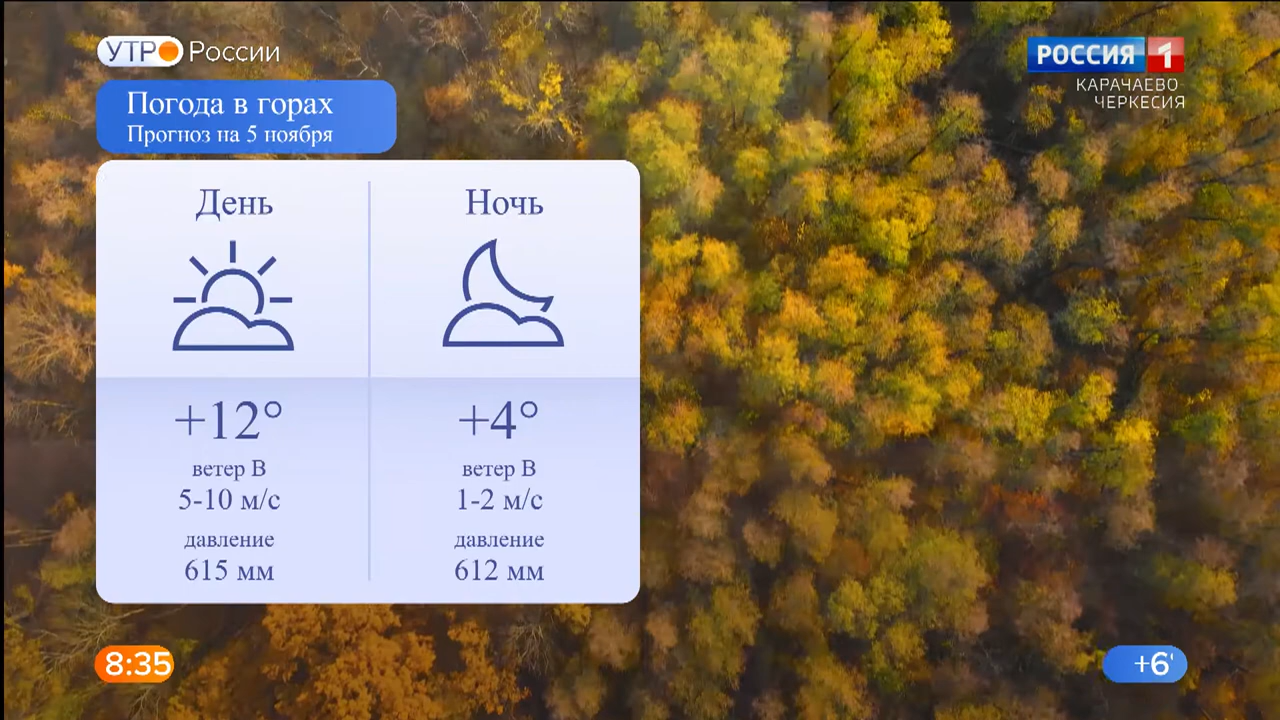 УТРО России
РОССИЯ 1
КАРАЧАЕВО
ЧЕРКЕСИЯ
Погода в горах
Прогноз на 5 ноября
День
Ночь
+12°
+4°
ветер В
ветер В
5-10 м/с
1-2 м/с
давление
давление
615 мм
612 мм
8:35
+6°